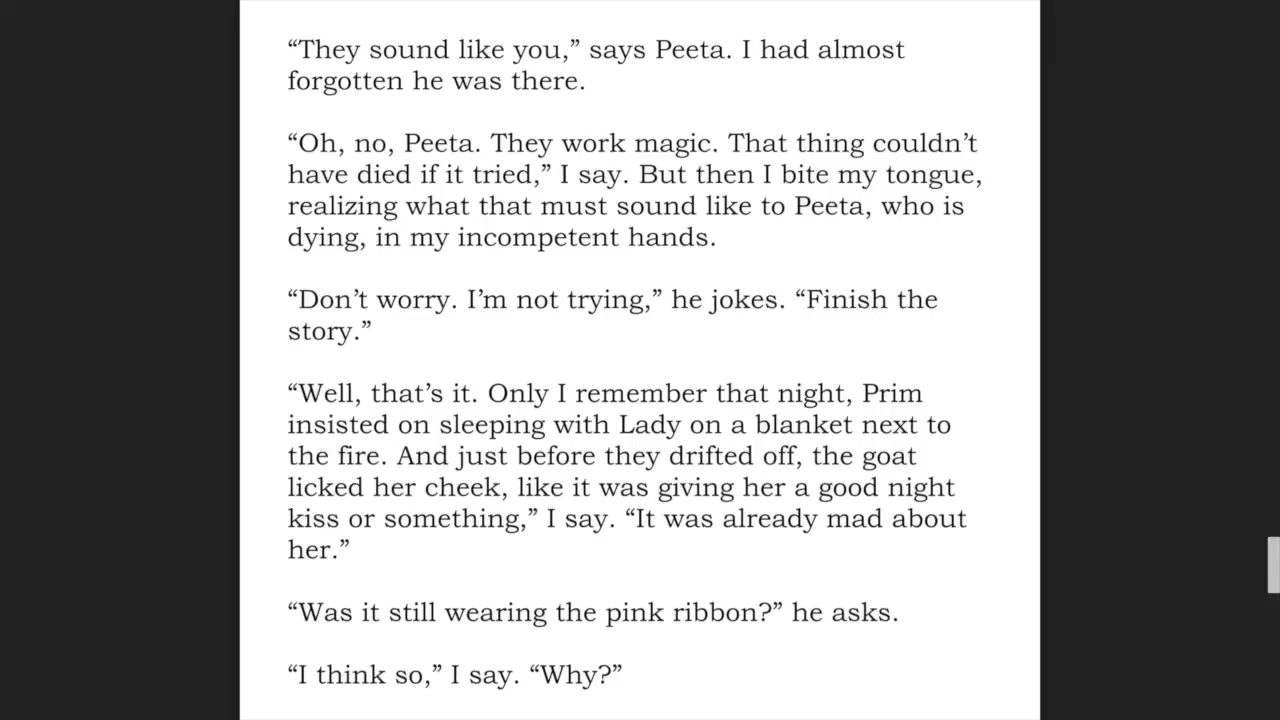 “They sound like you,” says Peeta. I had almost
forgotten he was there.
“Oh, no, Peeta. They work magic. That thing couldn’t
have died if it tried,” I say. But then I bite my tongue,
realizing what that must sound like to Peeta, who is
dying, in my incompetent hands.
“Don’t worry. I’m not trying,” he jokes. “Finish the
story.”
“Well, that’s it. Only I remember that night, Prim
insisted on sleeping with Lady on a blanket next to
the fire. And just before they drifted off, the goat
licked her cheek, like it was giving her a good night
kiss or something,” I say. “It was already mad about
her.”
“Was it still wearing the pink ribbon?” he asks.
“I think so,” I say. “Why?”